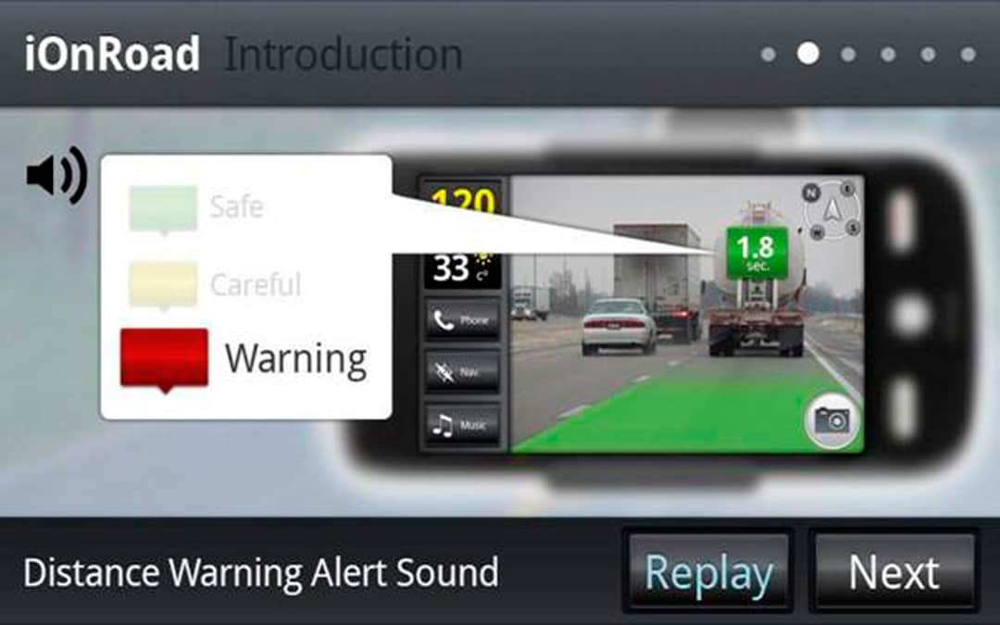 iOnRoad Introduction
Safe
Careful
Warning
120
33 c°
Phone
Nav.
Music
1.8
sec.
N
E
S
W
Distance Warning Alert Sound
Replay
Next